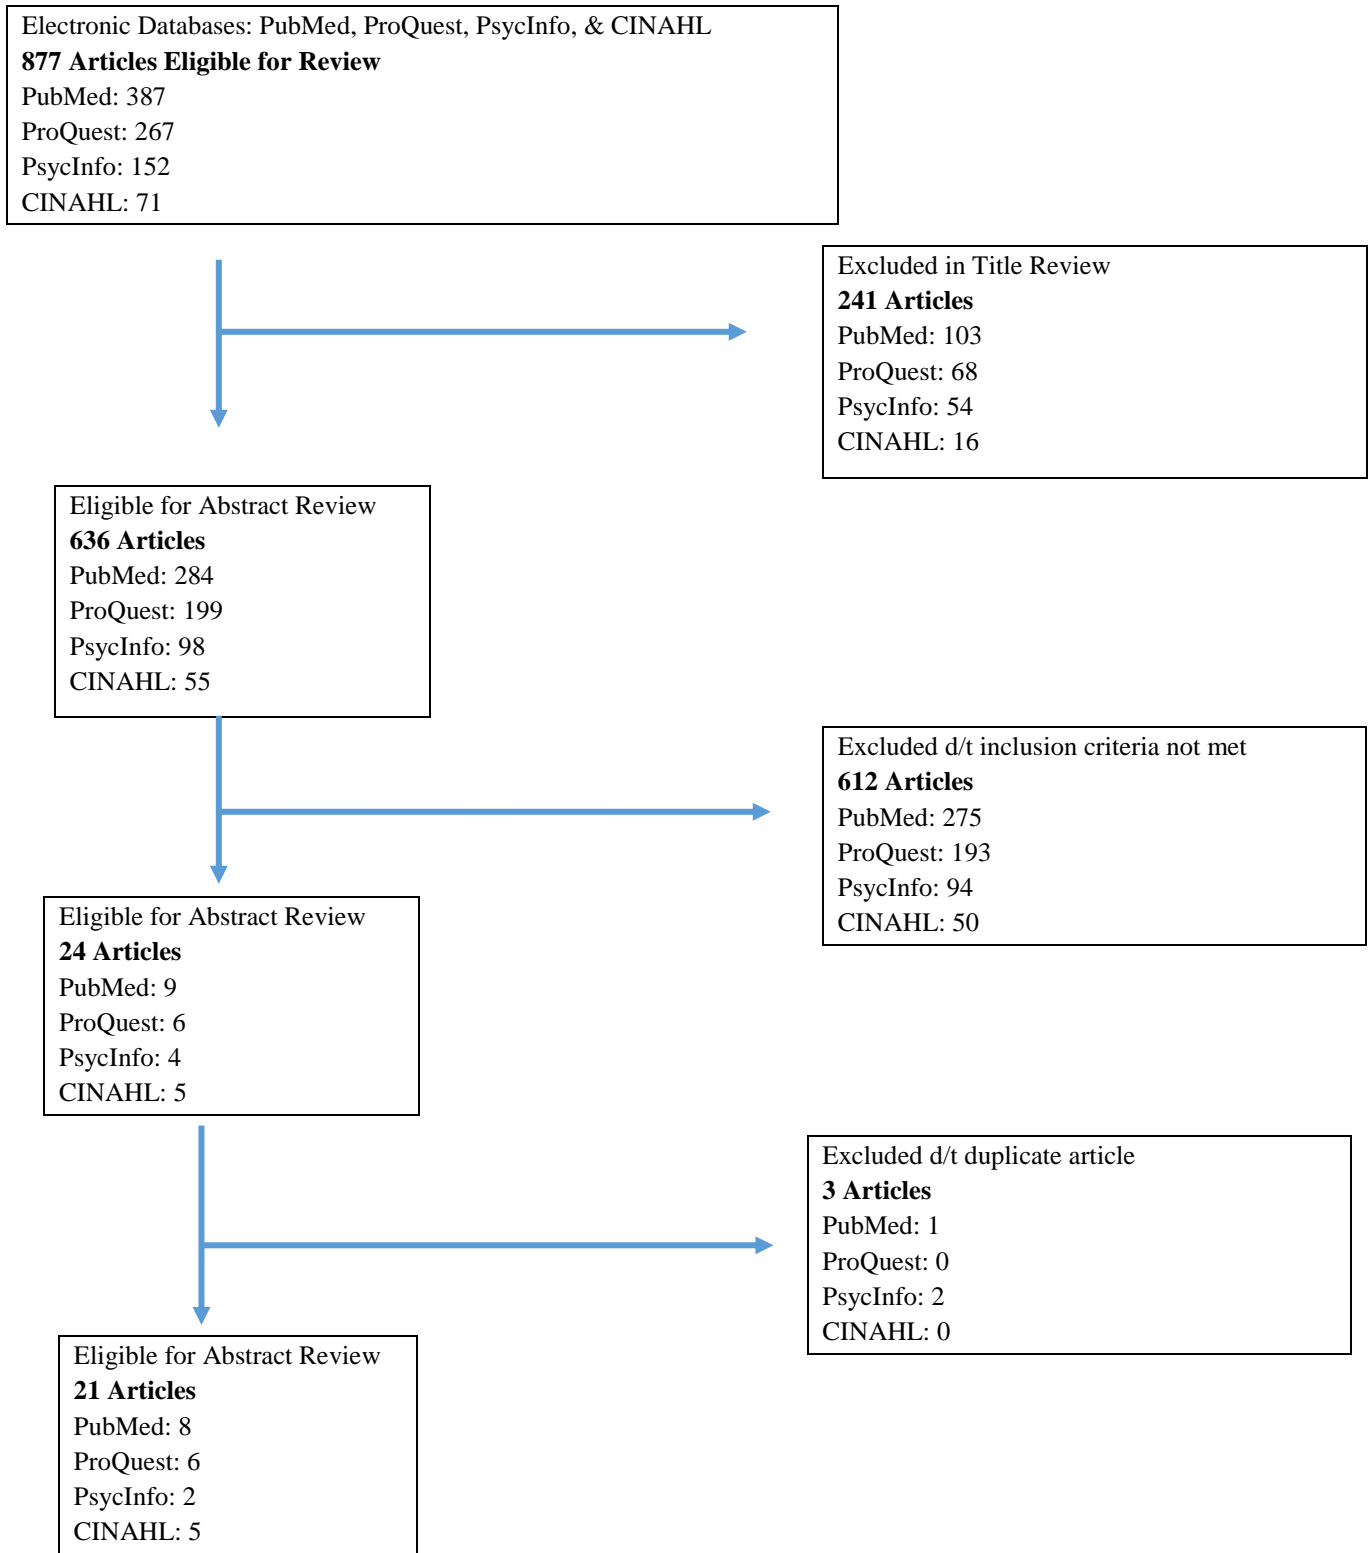 Electronic Databases: PubMed, ProQuest, PsycInfo, & CINAHL
877 Articles Eligible for Review
PubMed: 387
ProQuest: 267
PsycInfo: 152
CINAHL: 71
Excluded in Title Review
241 Articles
PubMed: 103
ProQuest: 68
PsycInfo: 54
CINAHL: 16
Eligible for Abstract Review
636 Articles
PubMed: 284
ProQuest: 199
PsycInfo: 98
CINAHL: 55
Excluded d/t inclusion criteria not met
612 Articles
PubMed: 275
ProQuest: 193
PsycInfo: 94
CINAHL: 50
Eligible for Abstract Review
24 Articles
PubMed: 9
ProQuest: 6
PsycInfo: 4
CINAHL: 5
Excluded d/t duplicate article
3 Articles
PubMed: 1
ProQuest: 0
PsycInfo: 2
CINAHL: 0
Eligible for Abstract Review
21 Articles
PubMed: 8
ProQuest: 6
PsycInfo: 2
CINAHL: 5